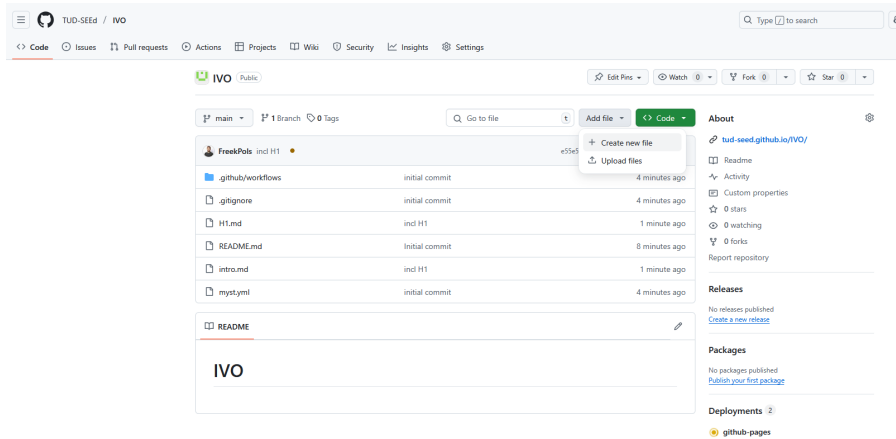 TUD-SEEd / IVO
Type / to search
Code Issues Pull requests Actions Projects Wiki Security Insights Settings
IVO Public
Edit Pins Watch 0 Fork 0 Star 0
main 1 Branch 0 Tags
Go to file t
Add file
Code
Create new file
Upload files
FreekPols incl H1
.github/workflows initial commit 4 minutes ago
.gitignore initial commit 4 minutes ago
H1.md incl H1 1 minute ago
README.md Initial commit 8 minutes ago
intro.md incl H1 1 minute ago
myst.yml initial commit 4 minutes ago
README
IVO
About
tud-seed.github.io/IVO/
Readme
Activity
Custom properties
0 stars
0 watching
0 forks
Report repository
Releases
No releases published
Create a new release
Packages
No packages published
Publish your first package
Deployments 2
github-pages